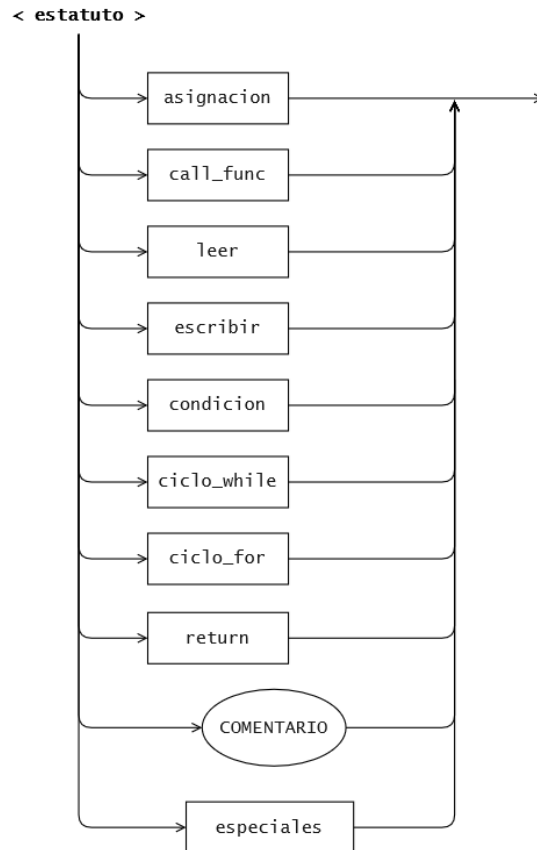 < estatuto >
asignacion
call_func
leer
escribir
condicion
ciclo_while
ciclo_for
return
COMENTARIO
especiales